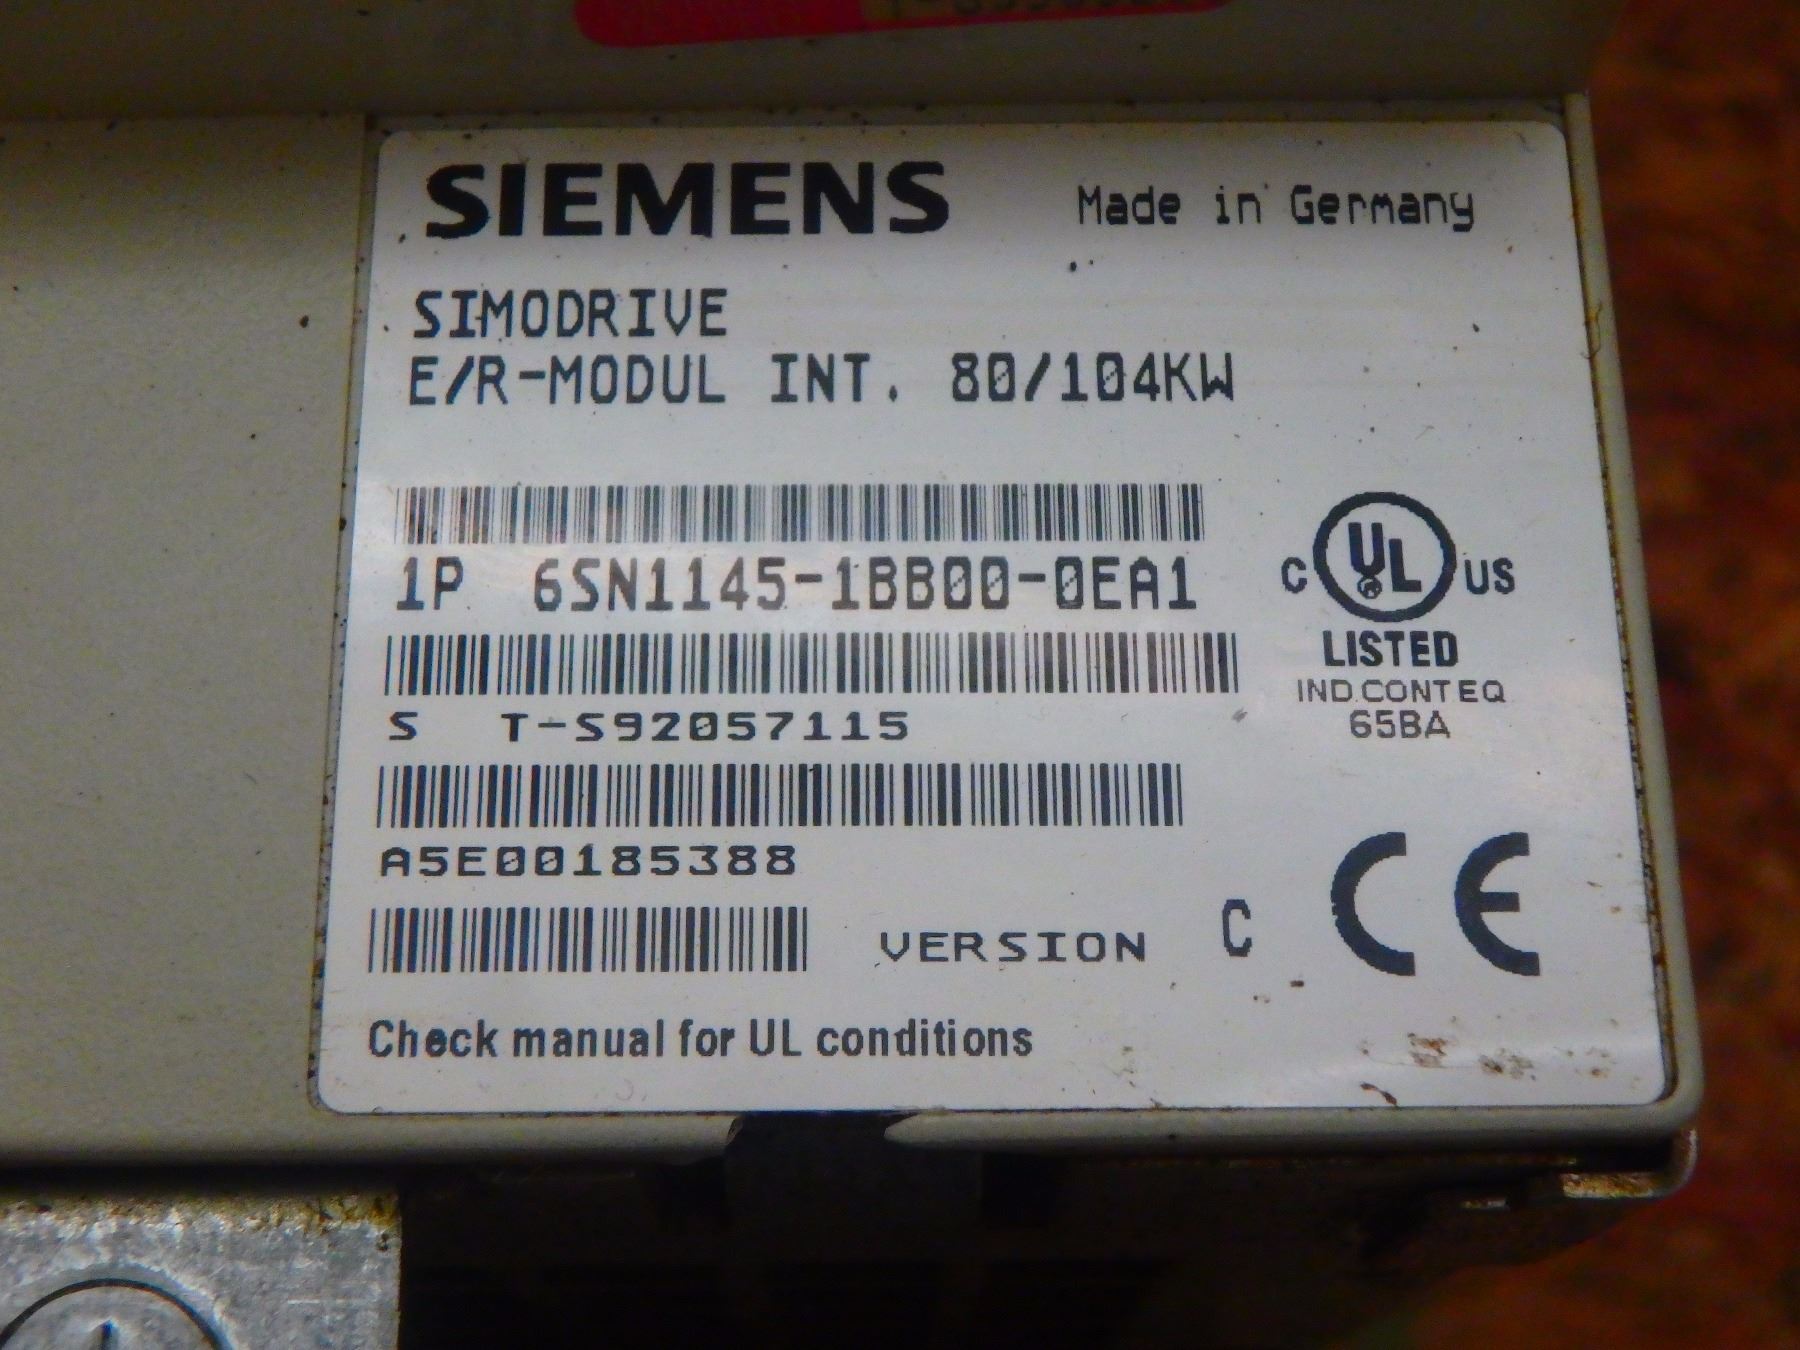 SIEMENS Made in Germany
SIMODRIVE
E/R-MODUL INT. 80/104KW
1P 6SN1145-1BB00-0EA1
C UL US
®
LISTED
IND.CONT.EQ
65BA
S T-S92057115
A5E00185388
VERSION C CE
Check manual for UL conditions